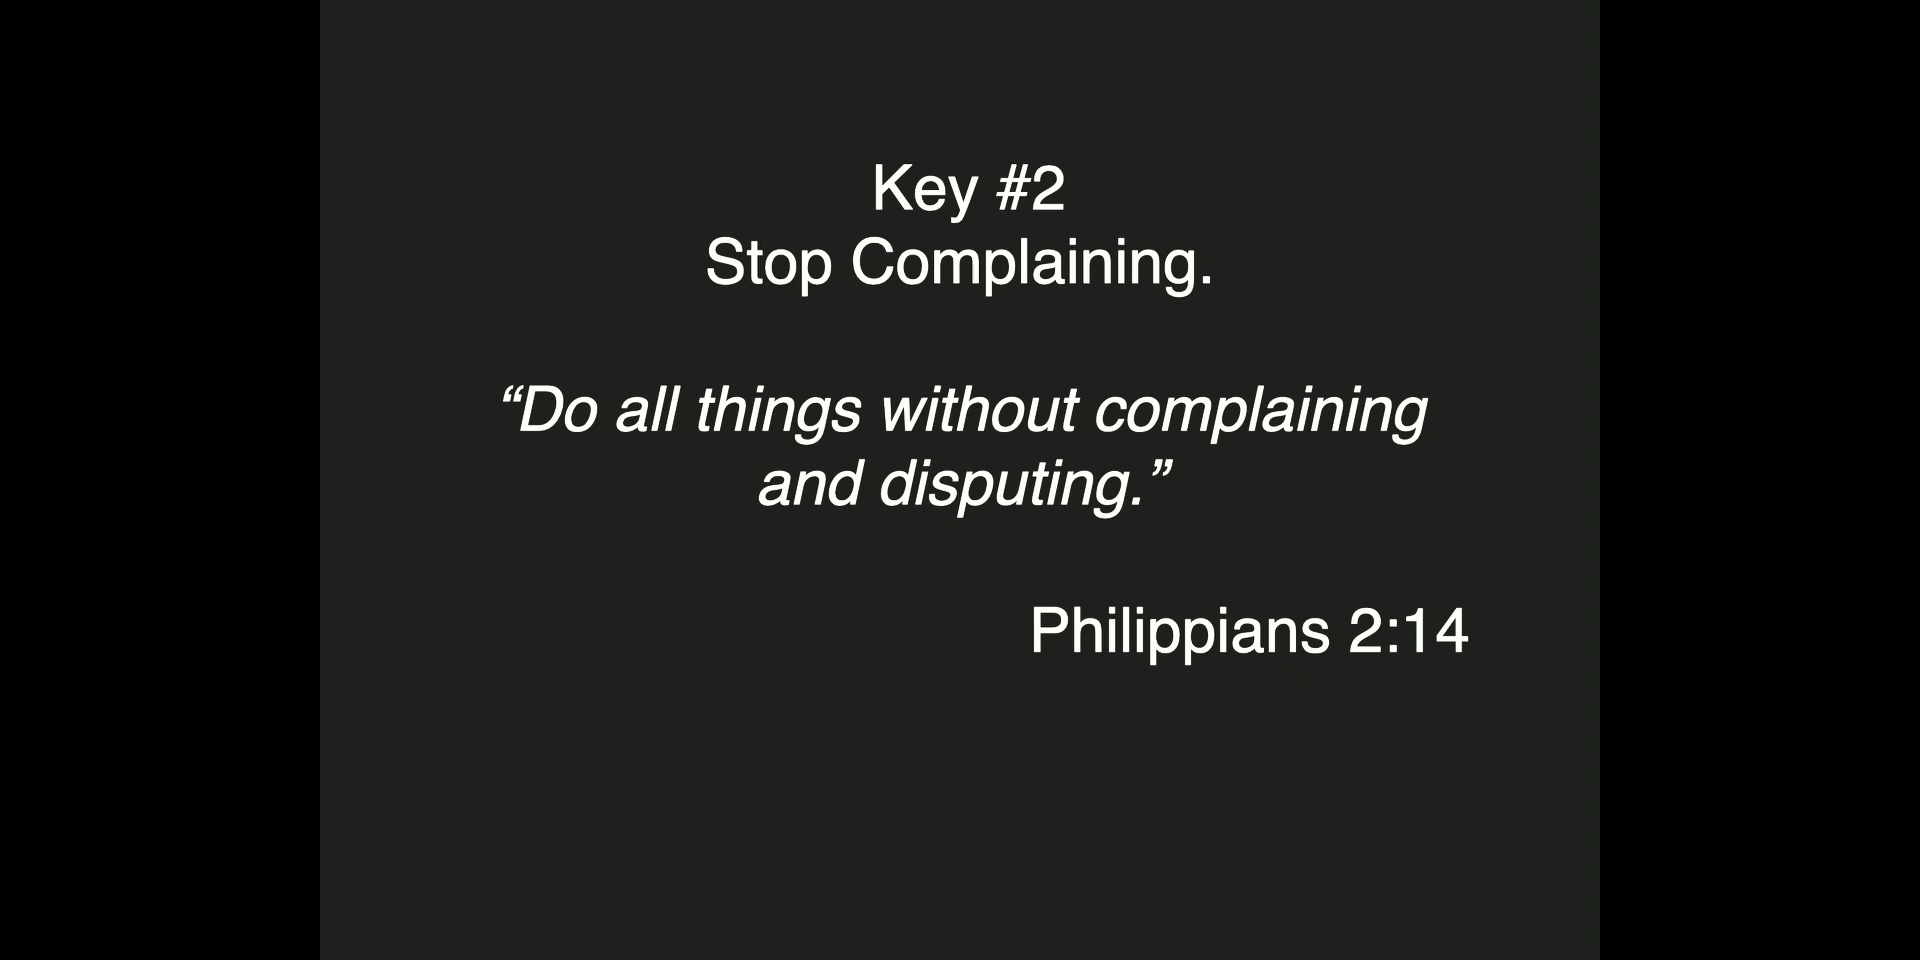 Key #2
Stop Complaining.
“Do all things without complaining
and disputing.”
Philippians 2:14